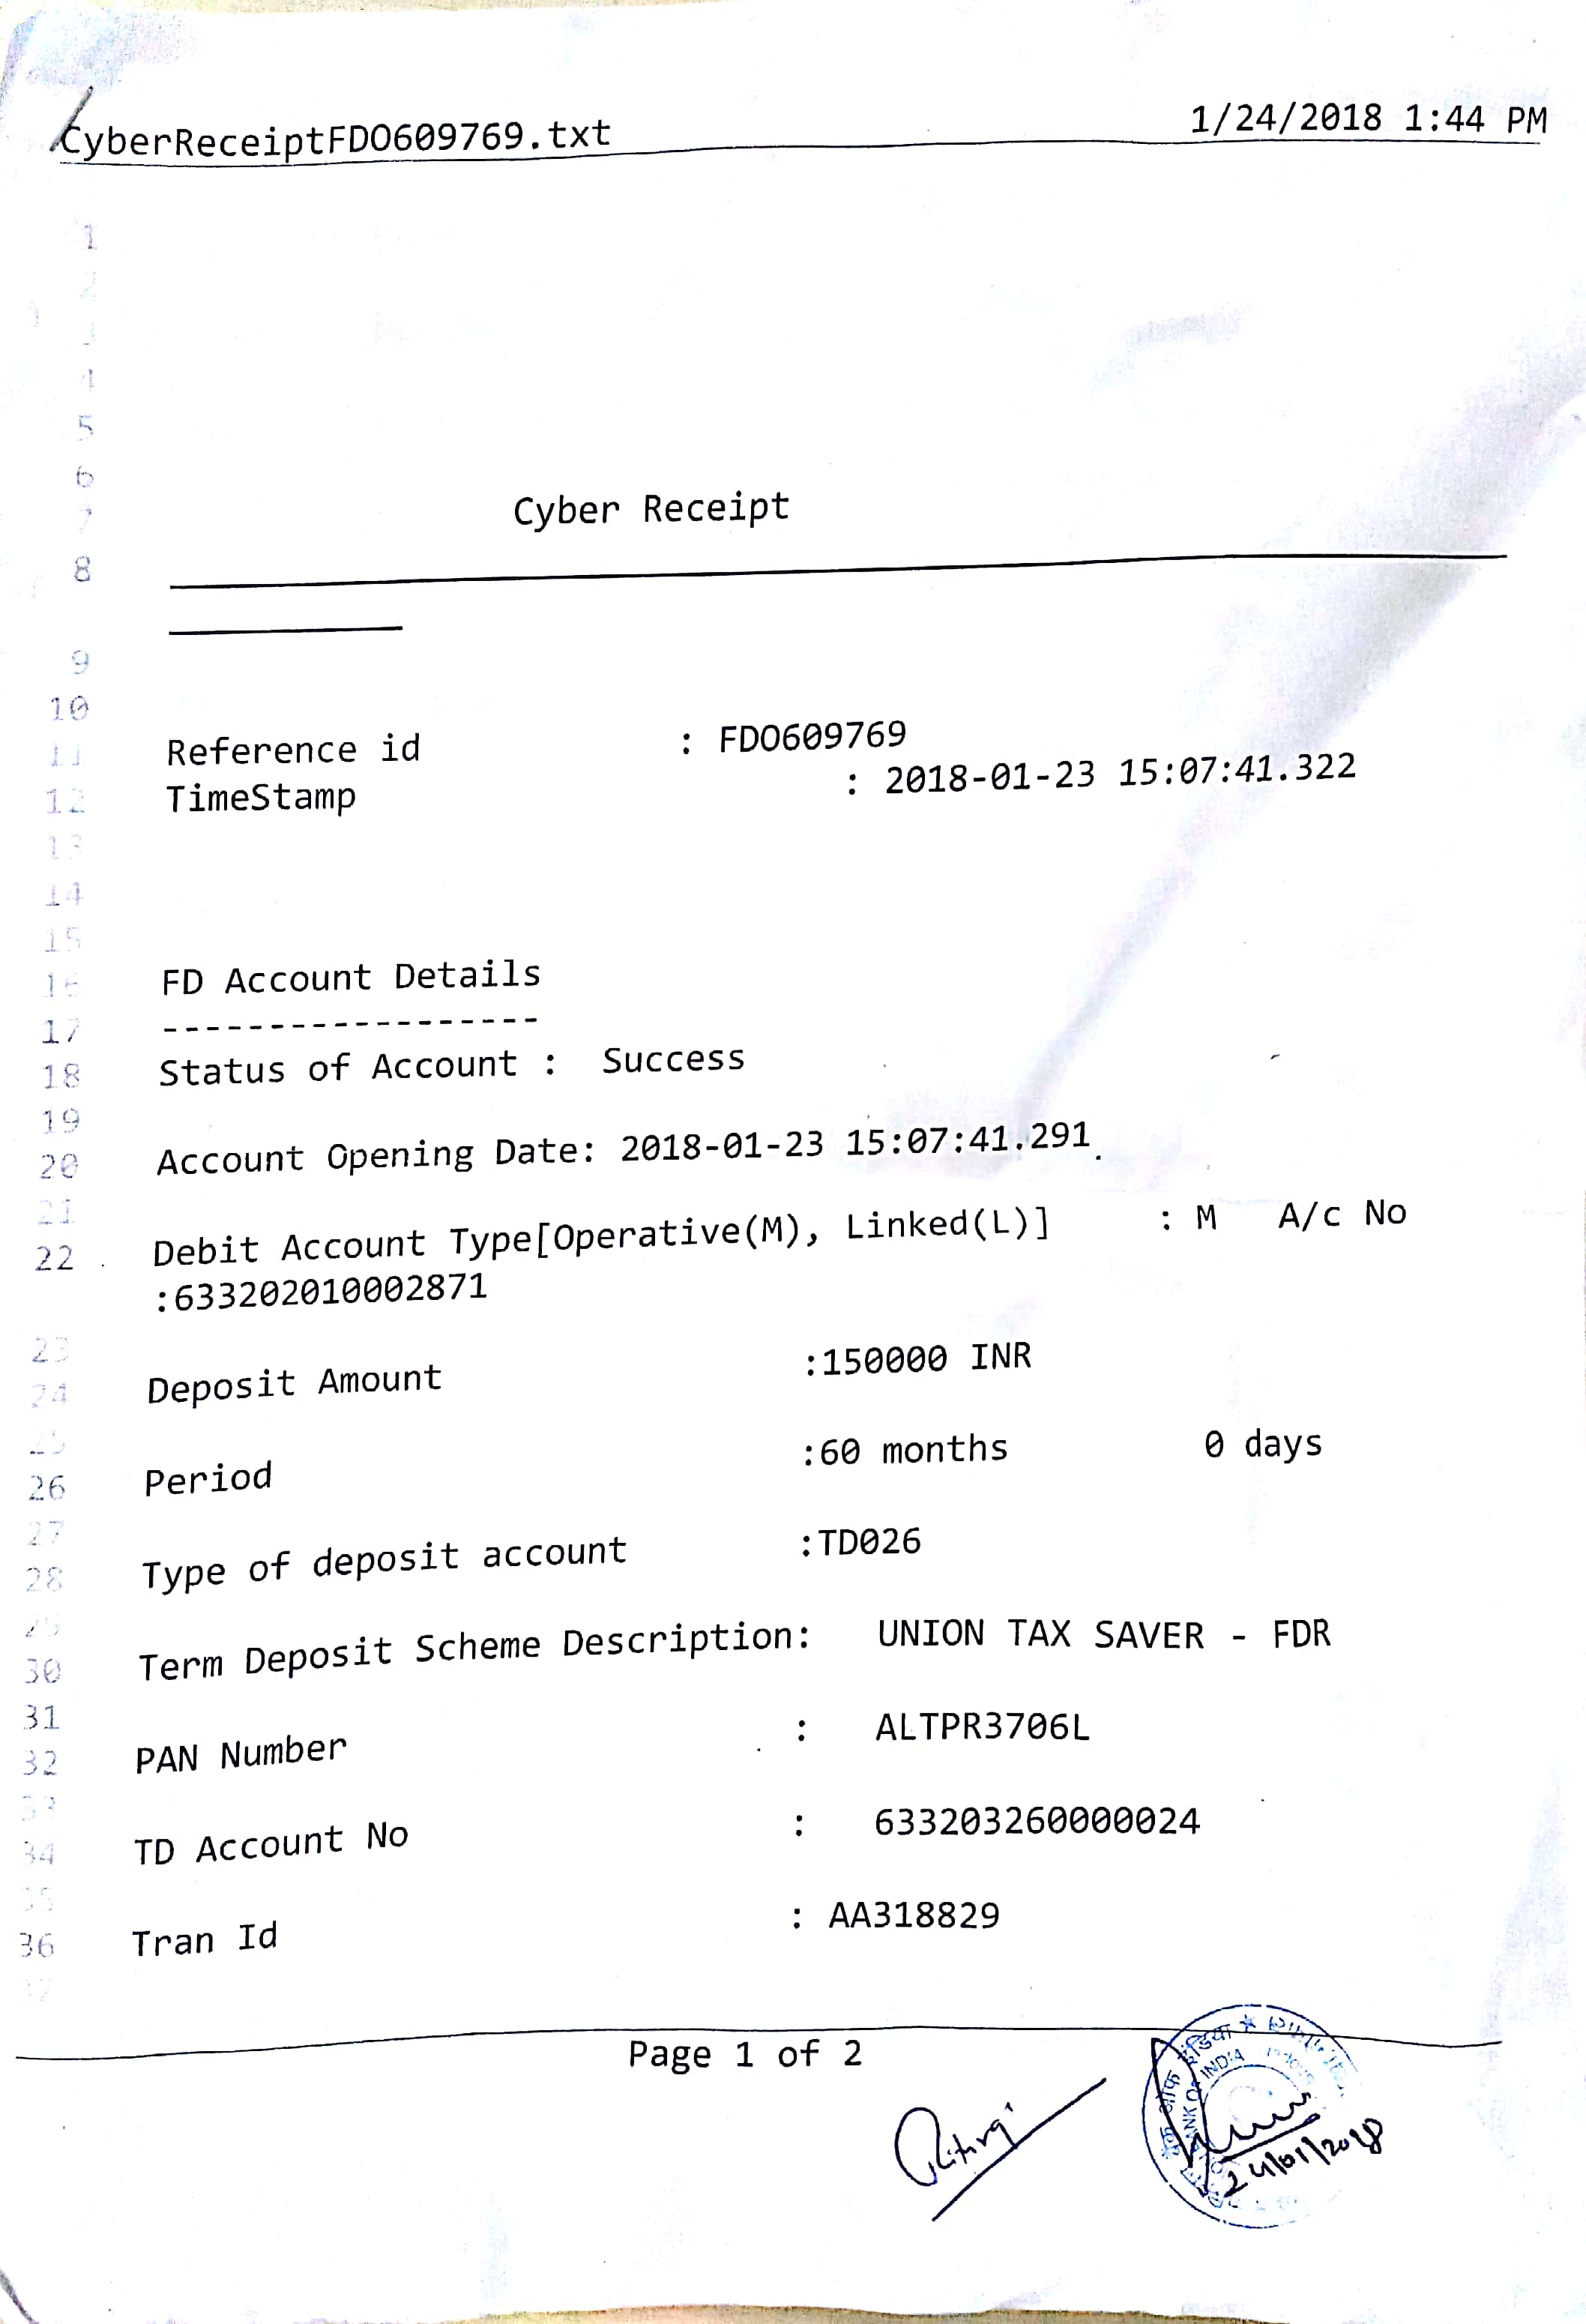 CyberReceiptFDO609769.txt 1/24/2018 1:44 PM
1
2
3
4
5
6
7 Cyber Receipt
8
9
10
11 Reference id : FDO609769
12 TimeStamp : 2018-01-23 15:07:41.322
13
14
15
16 FD Account Details
17 ------------------
18 Status of Account : Success
19
20 Account Opening Date: 2018-01-23 15:07:41.291
21
22 Debit Account Type[Operative(M), Linked(L)] : M A/c No
:633202010002871
23
24 Deposit Amount :150000 INR
25
26 Period :60 months 0 days
27
28 Type of deposit account :TD026
29
30 Term Deposit Scheme Description: UNION TAX SAVER - FDR
31
32 PAN Number : ALTPR3706L
33
34 TD Account No : 633203260000024
35
36 Tran Id : AA318829
37
Page 1 of 2
बैंक ऑफ इंडिया
BANK OF INDIA
24/01/2018